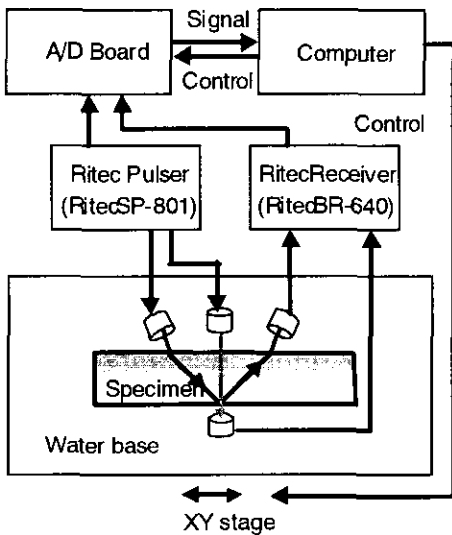 Signal
A/D Board
Computer
Control
Control
Ritec Pulser
(RitecSP-801)
RitecReceiver
(RitecBR-640)
Specimen
Water base
XY stage